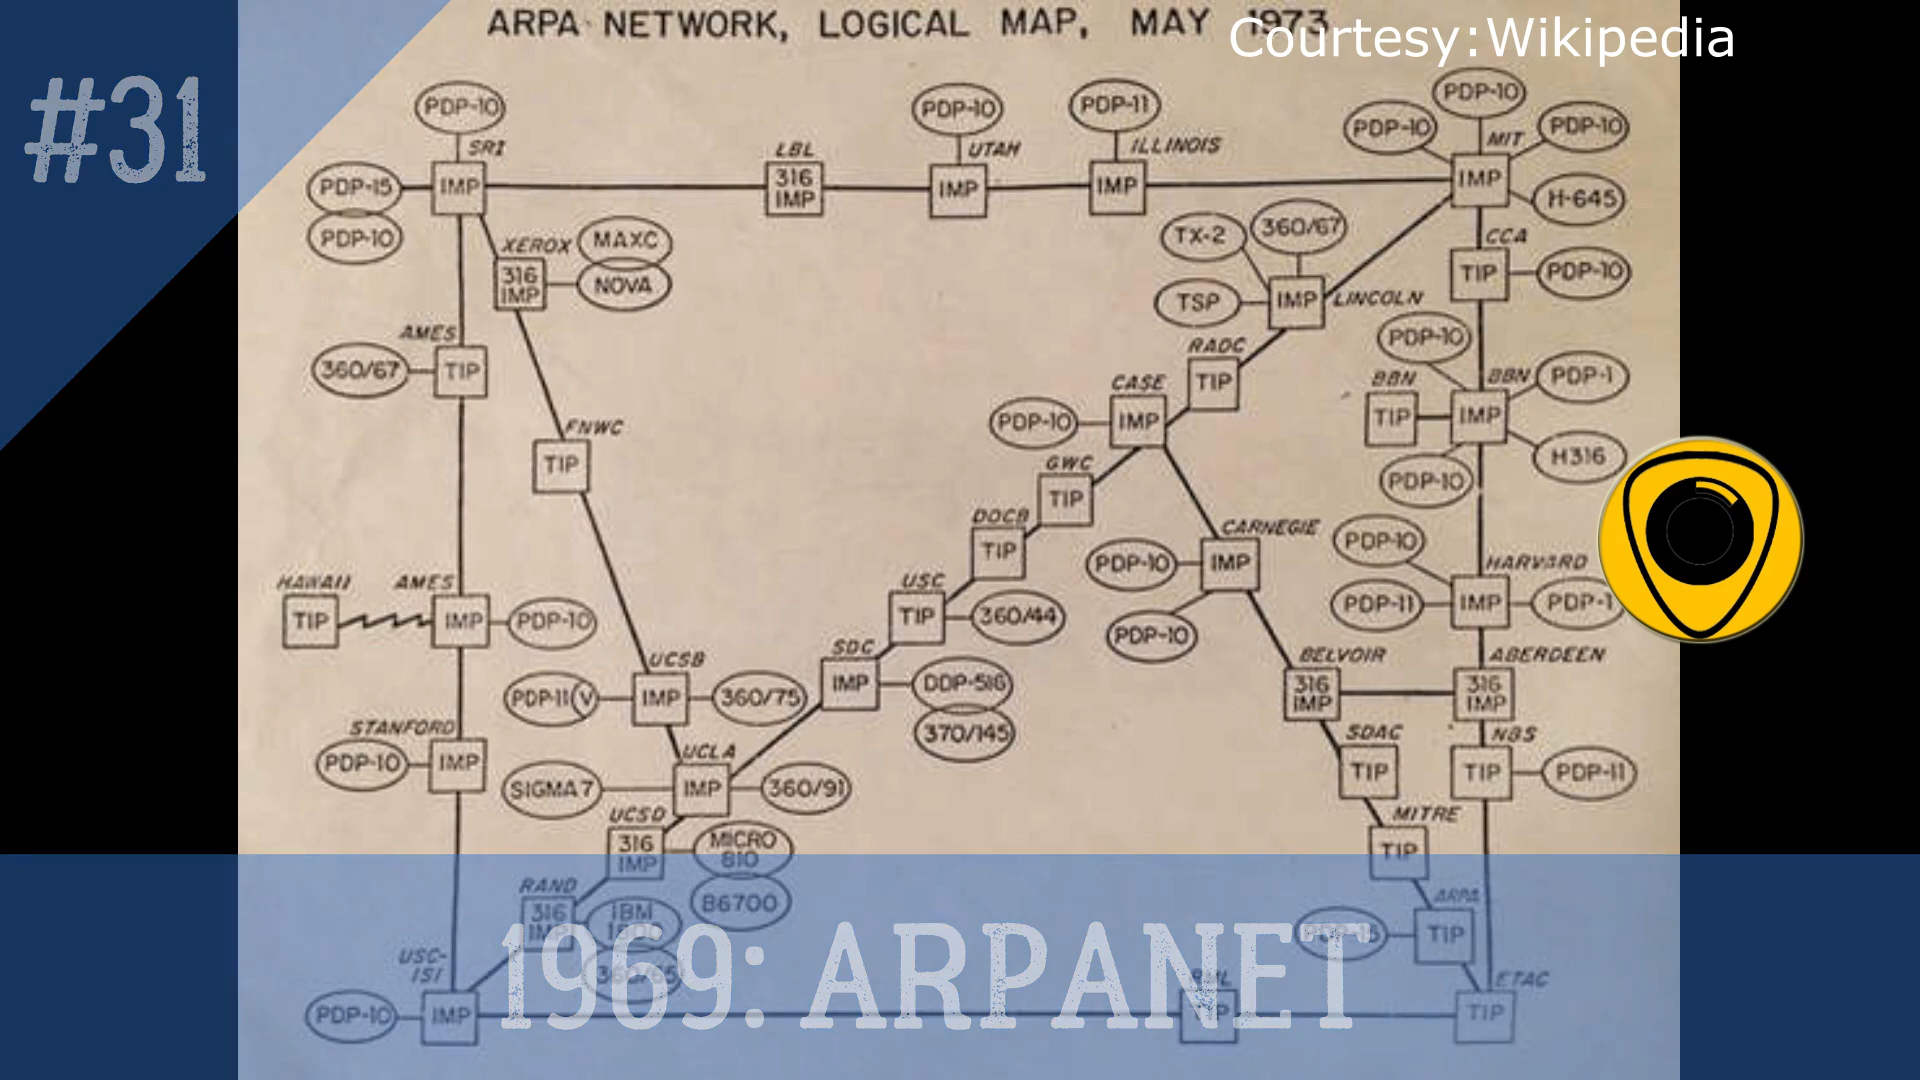 ARPA NETWORK, LOGICAL MAP, MAY 1973
Courtesy:Wikipedia
#31
PDP-10
SRI
PDP-15
IMP
PDP-10
LBL
316
IMP
PDP-10
UTAH
IMP
PDP-11
ILLINOIS
IMP
PDP-10
PDP-10
MIT
PDP-10
IMP
H-645
XEROX
MAXC
316
IMP
NOVA
TX-2
360/67
TSP
IMP
LINCOLN
CCA
TIP
PDP-10
AMES
360/67
TIP
RADC
TIP
CASE
PDP-10
IMP
PDP-10
BBN
TIP
BBN
PDP-1
IMP
PDP-10
H316
FNWC
TIP
GWC
TIP
DOCB
TIP
CARNEGIE
PDP-10
IMP
PDP-10
PDP-10
HARVARD
PDP-11
IMP
PDP-1
HAWAII
TIP
AMES
IMP
PDP-10
USC
TIP
360/44
SDC
IMP
DDP-516
370/145
UCSB
PDP-11
V
IMP
360/75
BELVOIR
316
IMP
ABERDEEN
316
IMP
STANFORD
PDP-10
IMP
UCLA
SIGMA 7
IMP
360/91
SDAC
TIP
NBS
TIP
PDP-11
UCSD
316
IMP
MICRO
810
B6700
MITRE
TIP
RAND
316
IMP
IBM
ARPA
PDP-15
TIP
USC-
ISI
PDP-10
IMP
360/65
TIP
ETAC
TIP
1969: ARPANET